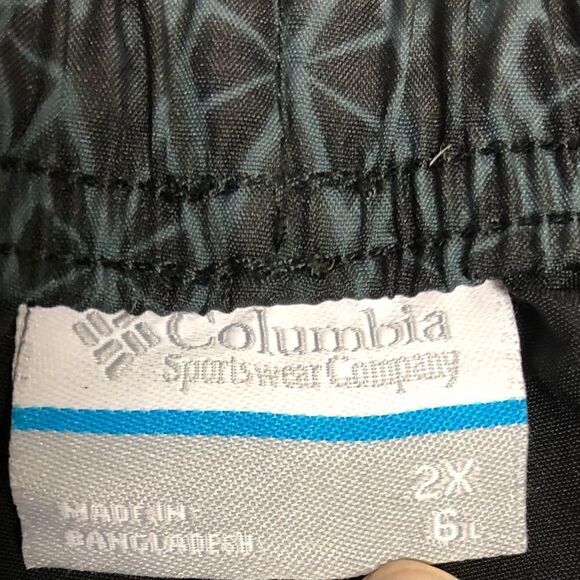 Columbia
Sportswear Company
2X
6"L
MADE IN
BANGLADESH